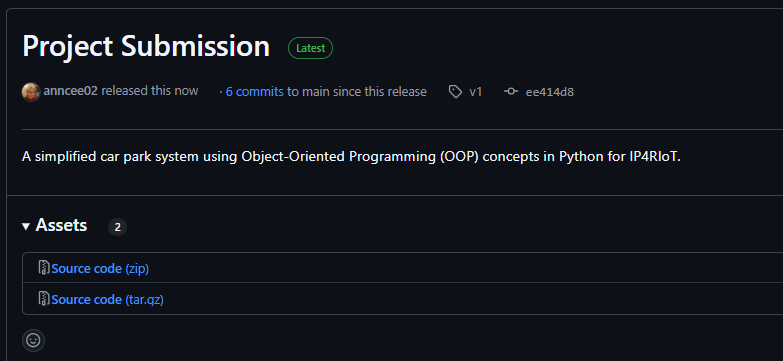 Project Submission Latest
anncee02 released this now · 6 commits to main since this release v1 ee414d8
A simplified car park system using Object-Oriented Programming (OOP) concepts in Python for IP4RIoT.
Assets 2
Source code (zip)
Source code (tar.gz)